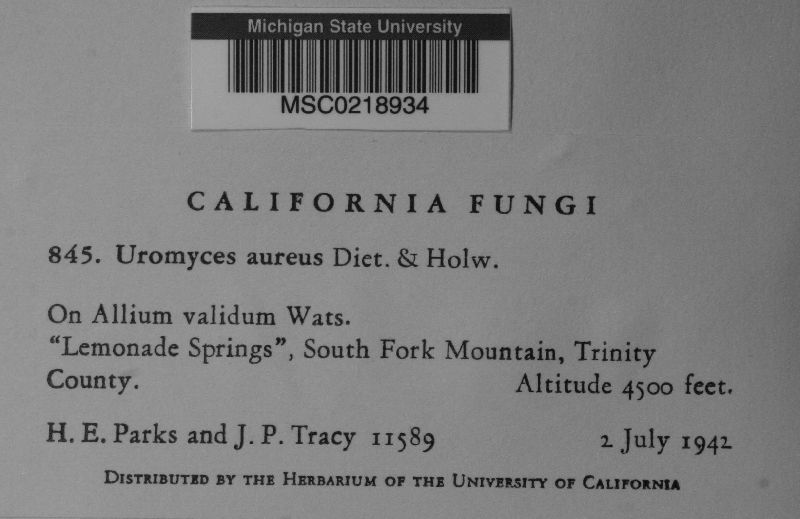 Michigan State University
MSC0218934
CALIFORNIA FUNGI
845. Uromyces aureus Diet. & Holw.
On Allium validum Wats.
“Lemonade Springs”, South Fork Mountain, Trinity
County. Altitude 4500 feet.
H. E. Parks and J. P. Tracy 11589 2 July 1942
Distributed by the Herbarium of the University of California